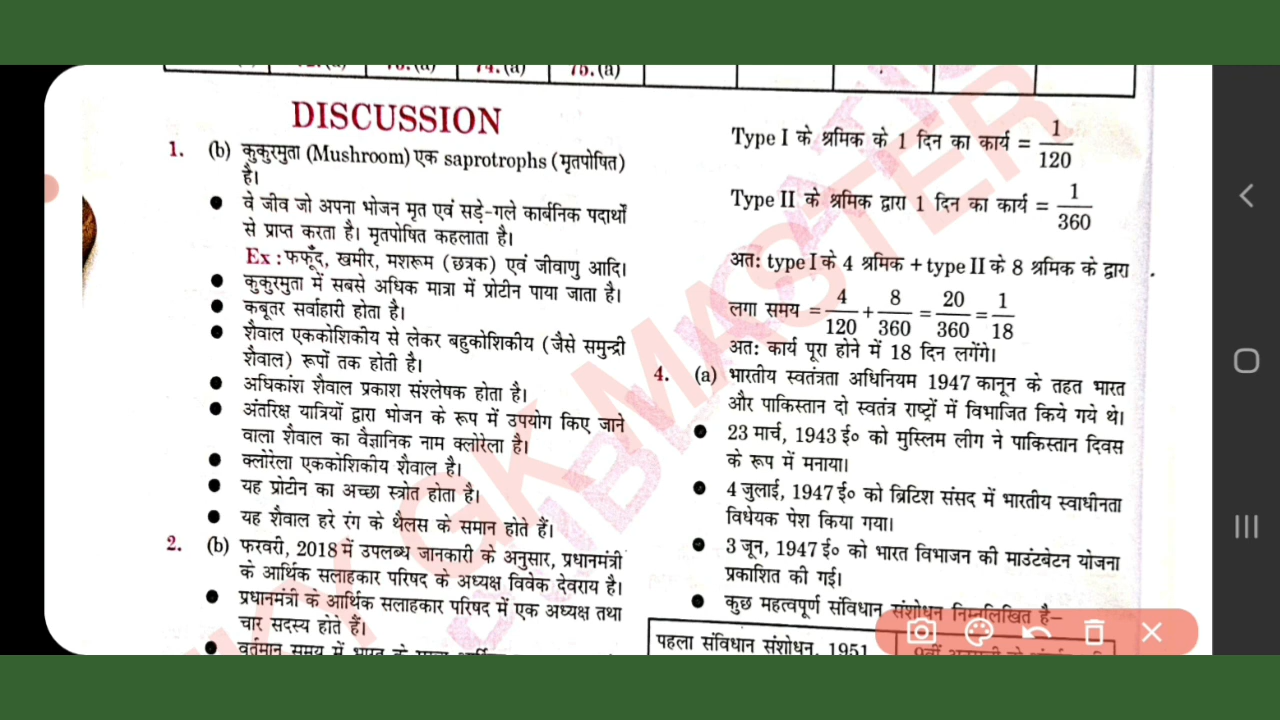 75.(a)
DISCUSSION
1. (b) कुकुरमुता (Mushroom) एक saprotrophs (मृतपोषित)
है।
● वे जीव जो अपना भोजन मृत एवं सड़े-गले कार्बनिक पदार्थों
से प्राप्त करता है। मृतपोषित कहलाता है।
Ex : फफूँद, खमीर, मशरूम (छत्रक) एवं जीवाणु आदि।
● कुकुरमुता में सबसे अधिक मात्रा में प्रोटीन पाया जाता है।
● कबूतर सर्वाहारी होता है।
● शैवाल एककोशिकीय से लेकर बहुकोशिकीय (जैसे समुन्द्री
शैवाल) रूपों तक होती है।
● अधिकांश शैवाल प्रकाश संश्लेषक होता है।
● अंतरिक्ष यात्रियों द्वारा भोजन के रूप में उपयोग किए जाने
वाला शैवाल का वैज्ञानिक नाम क्लोरेला है।
● क्लोरेला एककोशिकीय शैवाल है।
● यह प्रोटीन का अच्छा स्त्रोत होता है।
● यह शैवाल हरे रंग के थैलस के समान होते हैं।
2. (b) फरवरी, 2018 में उपलब्ध जानकारी के अनुसार, प्रधानमंत्री
के आर्थिक सलाहकार परिषद के अध्यक्ष विवेक देवराय है।
● प्रधानमंत्री के आर्थिक सलाहकार परिषद में एक अध्यक्ष तथा
चार सदस्य होते हैं।
● वर्तमान समय में भारत के
Type I के श्रमिक के 1 दिन का कार्य = 1/120
Type II के श्रमिक द्वारा 1 दिन का कार्य = 1/360
अत: type I के 4 श्रमिक + type II के 8 श्रमिक के द्वारा
लगा समय = 4/120 + 8/360 = 20/360 = 1/18
अत: कार्य पूरा होने में 18 दिन लगेंगे।
4. (a) भारतीय स्वतंत्रता अधिनियम 1947 कानून के तहत भारत
और पाकिस्तान दो स्वतंत्र राष्ट्रों में विभाजित किये गये थे।
● 23 मार्च, 1943 ई० को मुस्लिम लीग ने पाकिस्तान दिवस
के रूप में मनाया।
● 4 जुलाई, 1947 ई० को ब्रिटिश संसद में भारतीय स्वाधीनता
विधेयक पेश किया गया।
● 3 जून, 1947 ई० को भारत विभाजन की माउंटबेटन योजना
प्रकाशित की गई।
● कुछ महत्वपूर्ण संविधान संशोधन निम्नलिखित है–
पहला संविधान संशोधन, 1951